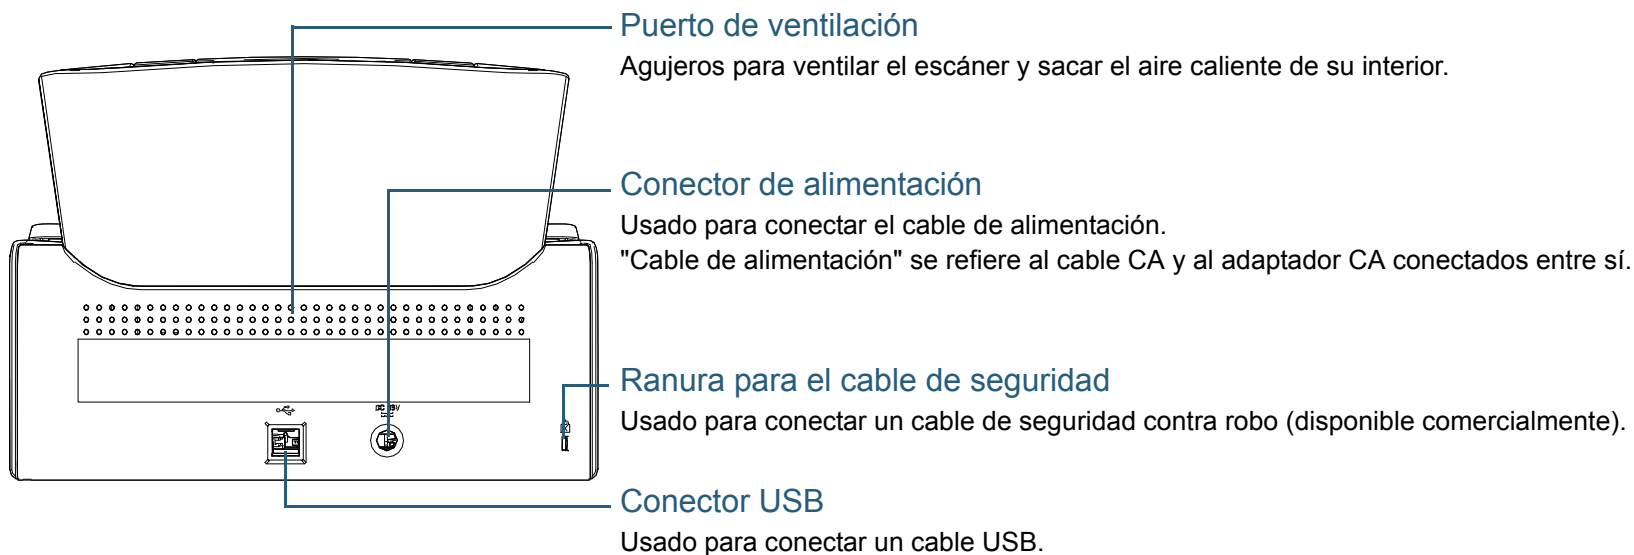 Puerto de ventilación
Agujeros para ventilar el escáner y sacar el aire caliente de su interior.
Conector de alimentación
Usado para conectar el cable de alimentación.
"Cable de alimentación" se refiere al cable CA y al adaptador CA conectados entre sí.
Ranura para el cable de seguridad
Usado para conectar un cable de seguridad contra robo (disponible comercialmente).
Conector USB
Usado para conectar un cable USB.